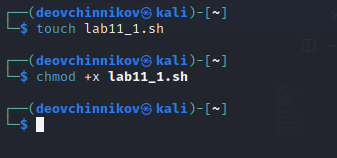 ┌──(deovchinnikov㉿kali)-[~]
└─$ touch lab11_1.sh
┌──(deovchinnikov㉿kali)-[~]
└─$ chmod +x lab11_1.sh
┌──(deovchinnikov㉿kali)-[~]
└─$